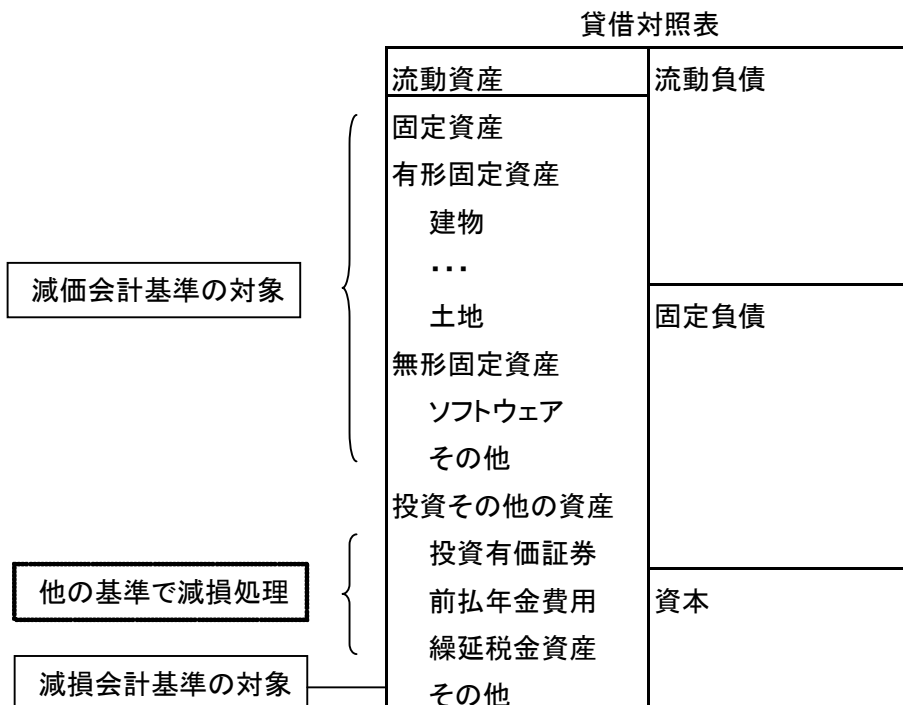 貸借対照表
流動資産
流動負債
固定資産
有形固定資産
建物
・・・
減価会計基準の対象
土地
固定負債
無形固定資産
ソフトウェア
その他
投資その他の資産
投資有価証券
他の基準で減損処理
前払年金費用
資本
繰延税金資産
減損会計基準の対象
その他